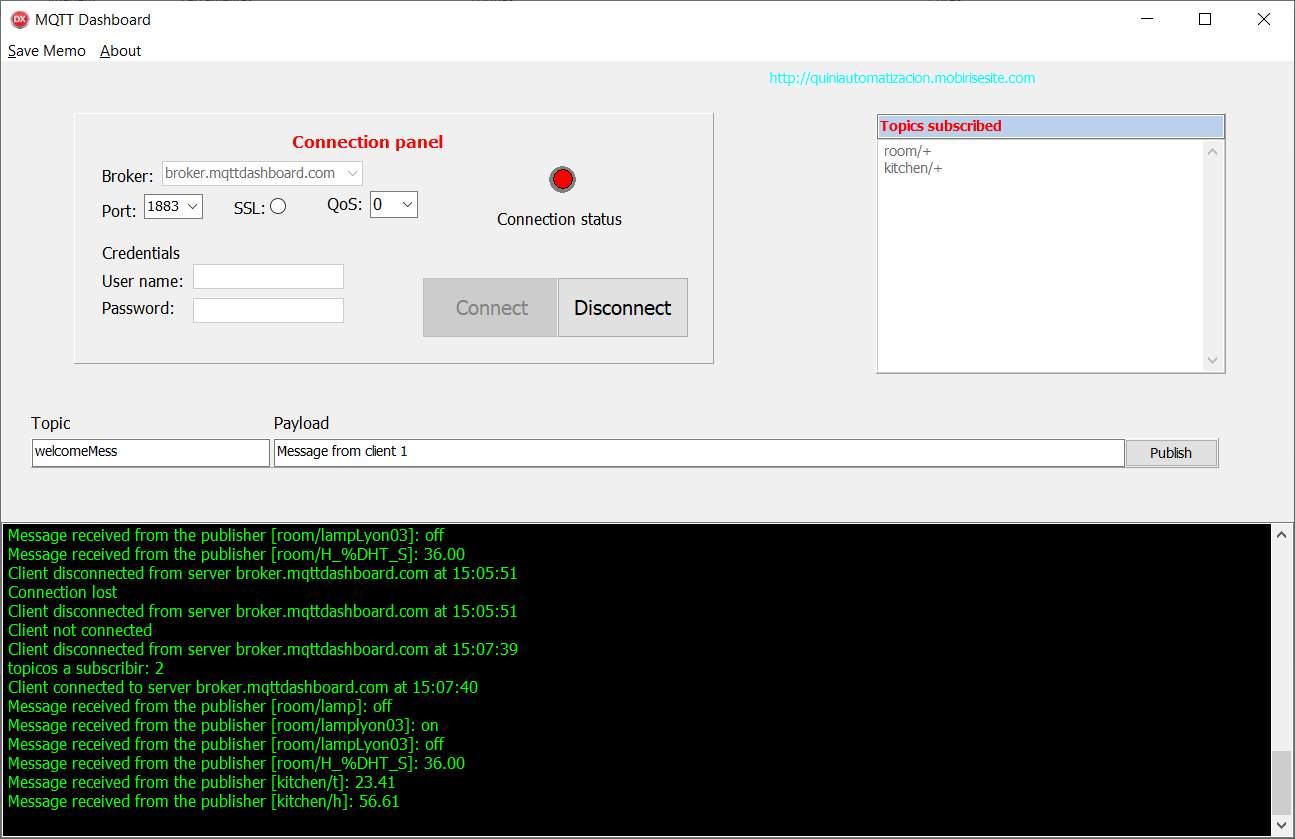 DX MQTT Dashboard
Save Memo About
http://quiniautomatizacion.mobirisesite.com
Connection panel
Broker: broker.mqttdashboard.com
Port: 1883 SSL: QoS: 0
Connection status
Credentials
User name:
Password:
Connect Disconnect
Topics subscribed
room/+
kitchen/+
Topic Payload
welcomeMess Message from client 1 Publish
Message received from the publisher [room/lampLyon03]: off
Message received from the publisher [room/H_%DHT_S]: 36.00
Client disconnected from server broker.mqttdashboard.com at 15:05:51
Connection lost
Client disconnected from server broker.mqttdashboard.com at 15:05:51
Client not connected
Client disconnected from server broker.mqttdashboard.com at 15:07:39
topicos a subscribir: 2
Client connected to server broker.mqttdashboard.com at 15:07:40
Message received from the publisher [room/lamp]: off
Message received from the publisher [room/lamplyon03]: on
Message received from the publisher [room/lampLyon03]: off
Message received from the publisher [room/H_%DHT_S]: 36.00
Message received from the publisher [kitchen/t]: 23.41
Message received from the publisher [kitchen/h]: 56.61